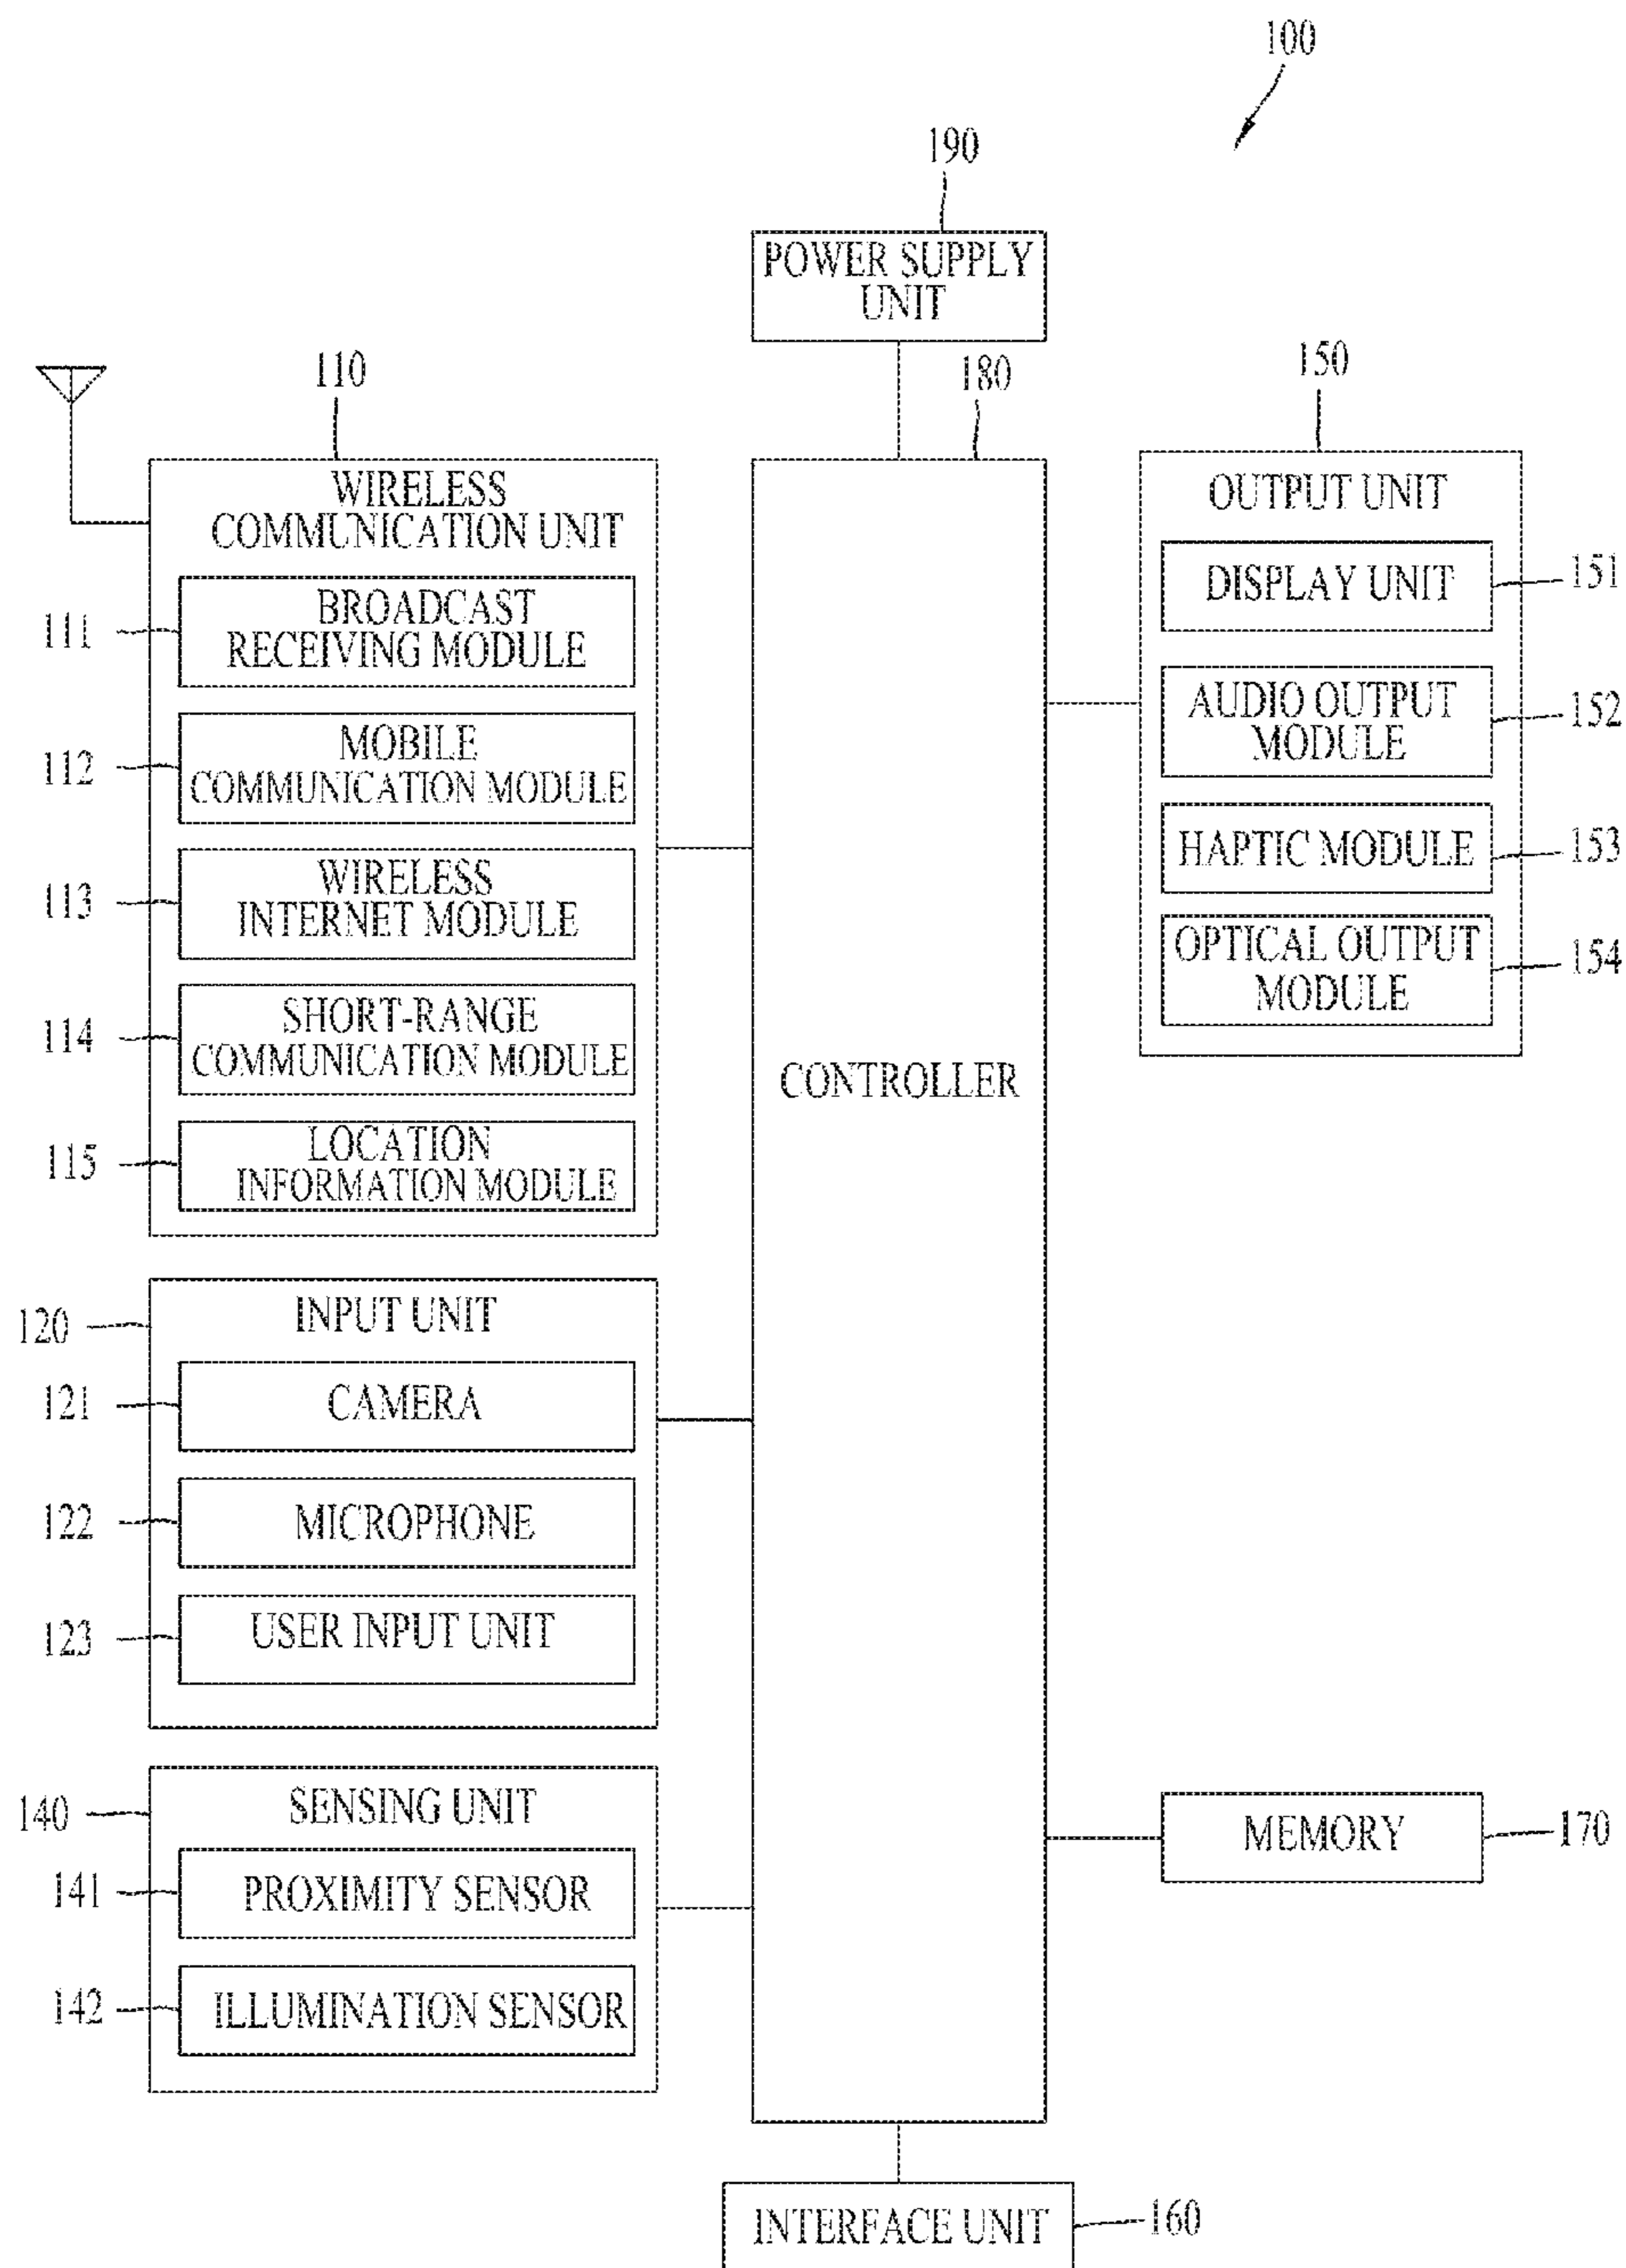 100
190
POWER SUPPLY
UNIT
110
180
150
WIRELESS
COMMUNICATION UNIT
111
BROADCAST
RECEIVING MODULE
112
MOBILE
COMMUNICATION MODULE
113
WIRELESS
INTERNET MODULE
114
SHORT-RANGE
COMMUNICATION MODULE
115
LOCATION
INFORMATION MODULE
120
INPUT UNIT
121
CAMERA
122
MICROPHONE
123
USER INPUT UNIT
140
SENSING UNIT
141
PROXIMITY SENSOR
142
ILLUMINATION SENSOR
CONTROLLER
OUTPUT UNIT
DISPLAY UNIT
151
AUDIO OUTPUT
MODULE
152
HAPTIC MODULE
153
OPTICAL OUTPUT
MODULE
154
MEMORY
170
INTERFACE UNIT
160